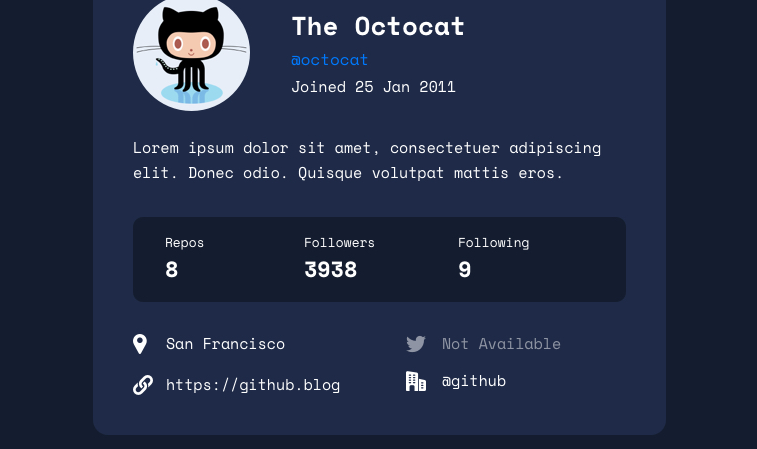 The Octocat
@octocat
Joined 25 Jan 2011
Lorem ipsum dolor sit amet, consectetuer adipiscing
elit. Donec odio. Quisque volutpat mattis eros.
Repos Followers Following
8 3938 9
San Francisco Not Available
https://github.blog @github